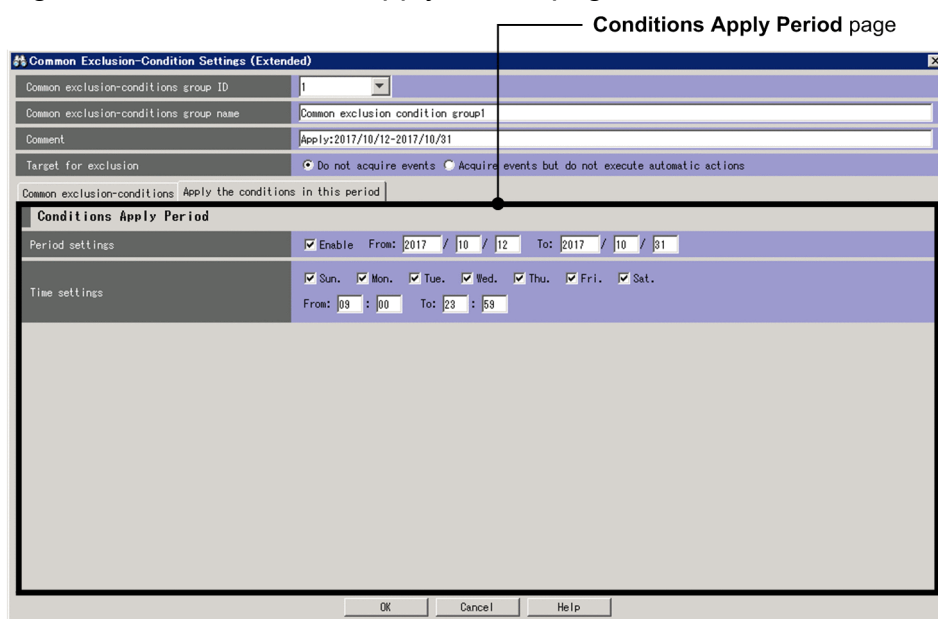 Conditions Apply Period page
Common Exclusion-Condition Settings (Extended)
Common exclusion-conditions group ID 1
Common exclusion-conditions group name Common exclusion condition group1
Comment Apply:2017/10/12-2017/10/31
Target for exclusion Do not acquire events Acquire events but do not execute automatic actions
Common exclusion-conditions Apply the conditions in this period
Conditions Apply Period
Period settings Enable From: 2017 / 10 / 12 To: 2017 / 10 / 31
Sun. Mon. Tue. Wed. Thu. Fri. Sat.
Time settings
From: 09 : 00 To: 23 : 59
OK Cancel Help